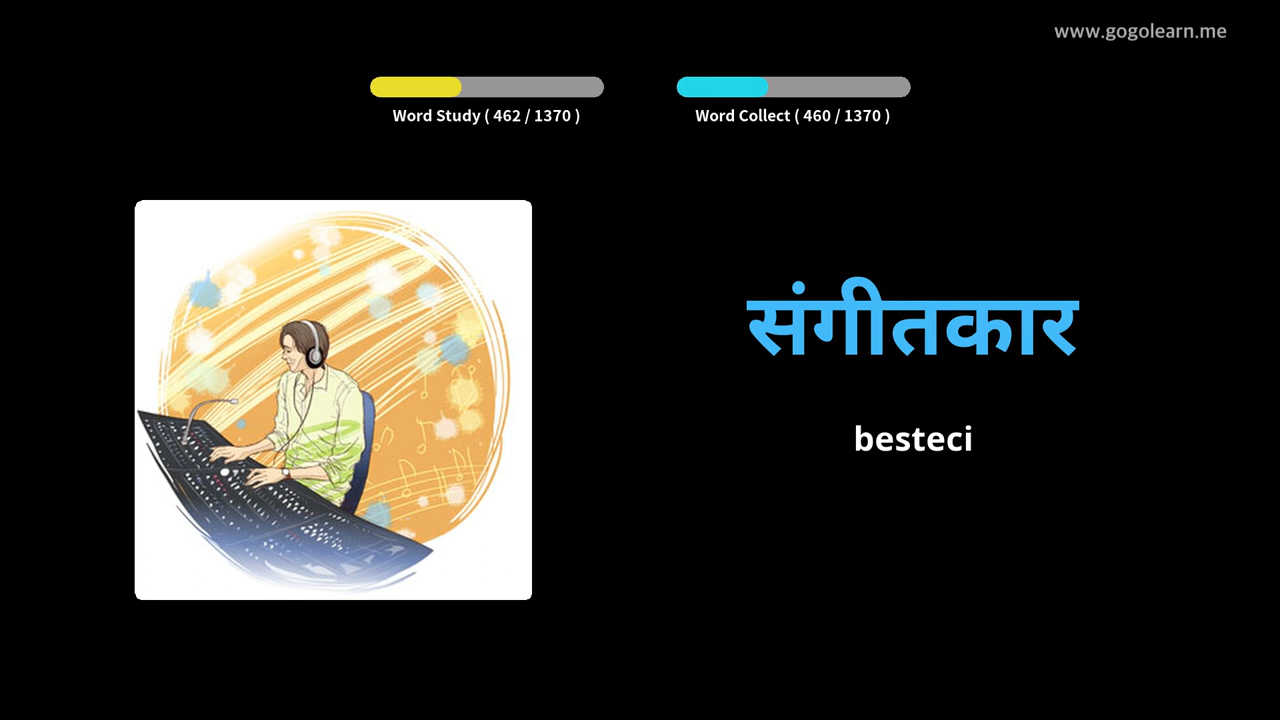 www.gogolearn.me
Word Study ( 462 / 1370 )
Word Collect ( 460 / 1370 )
संगीतकार
besteci